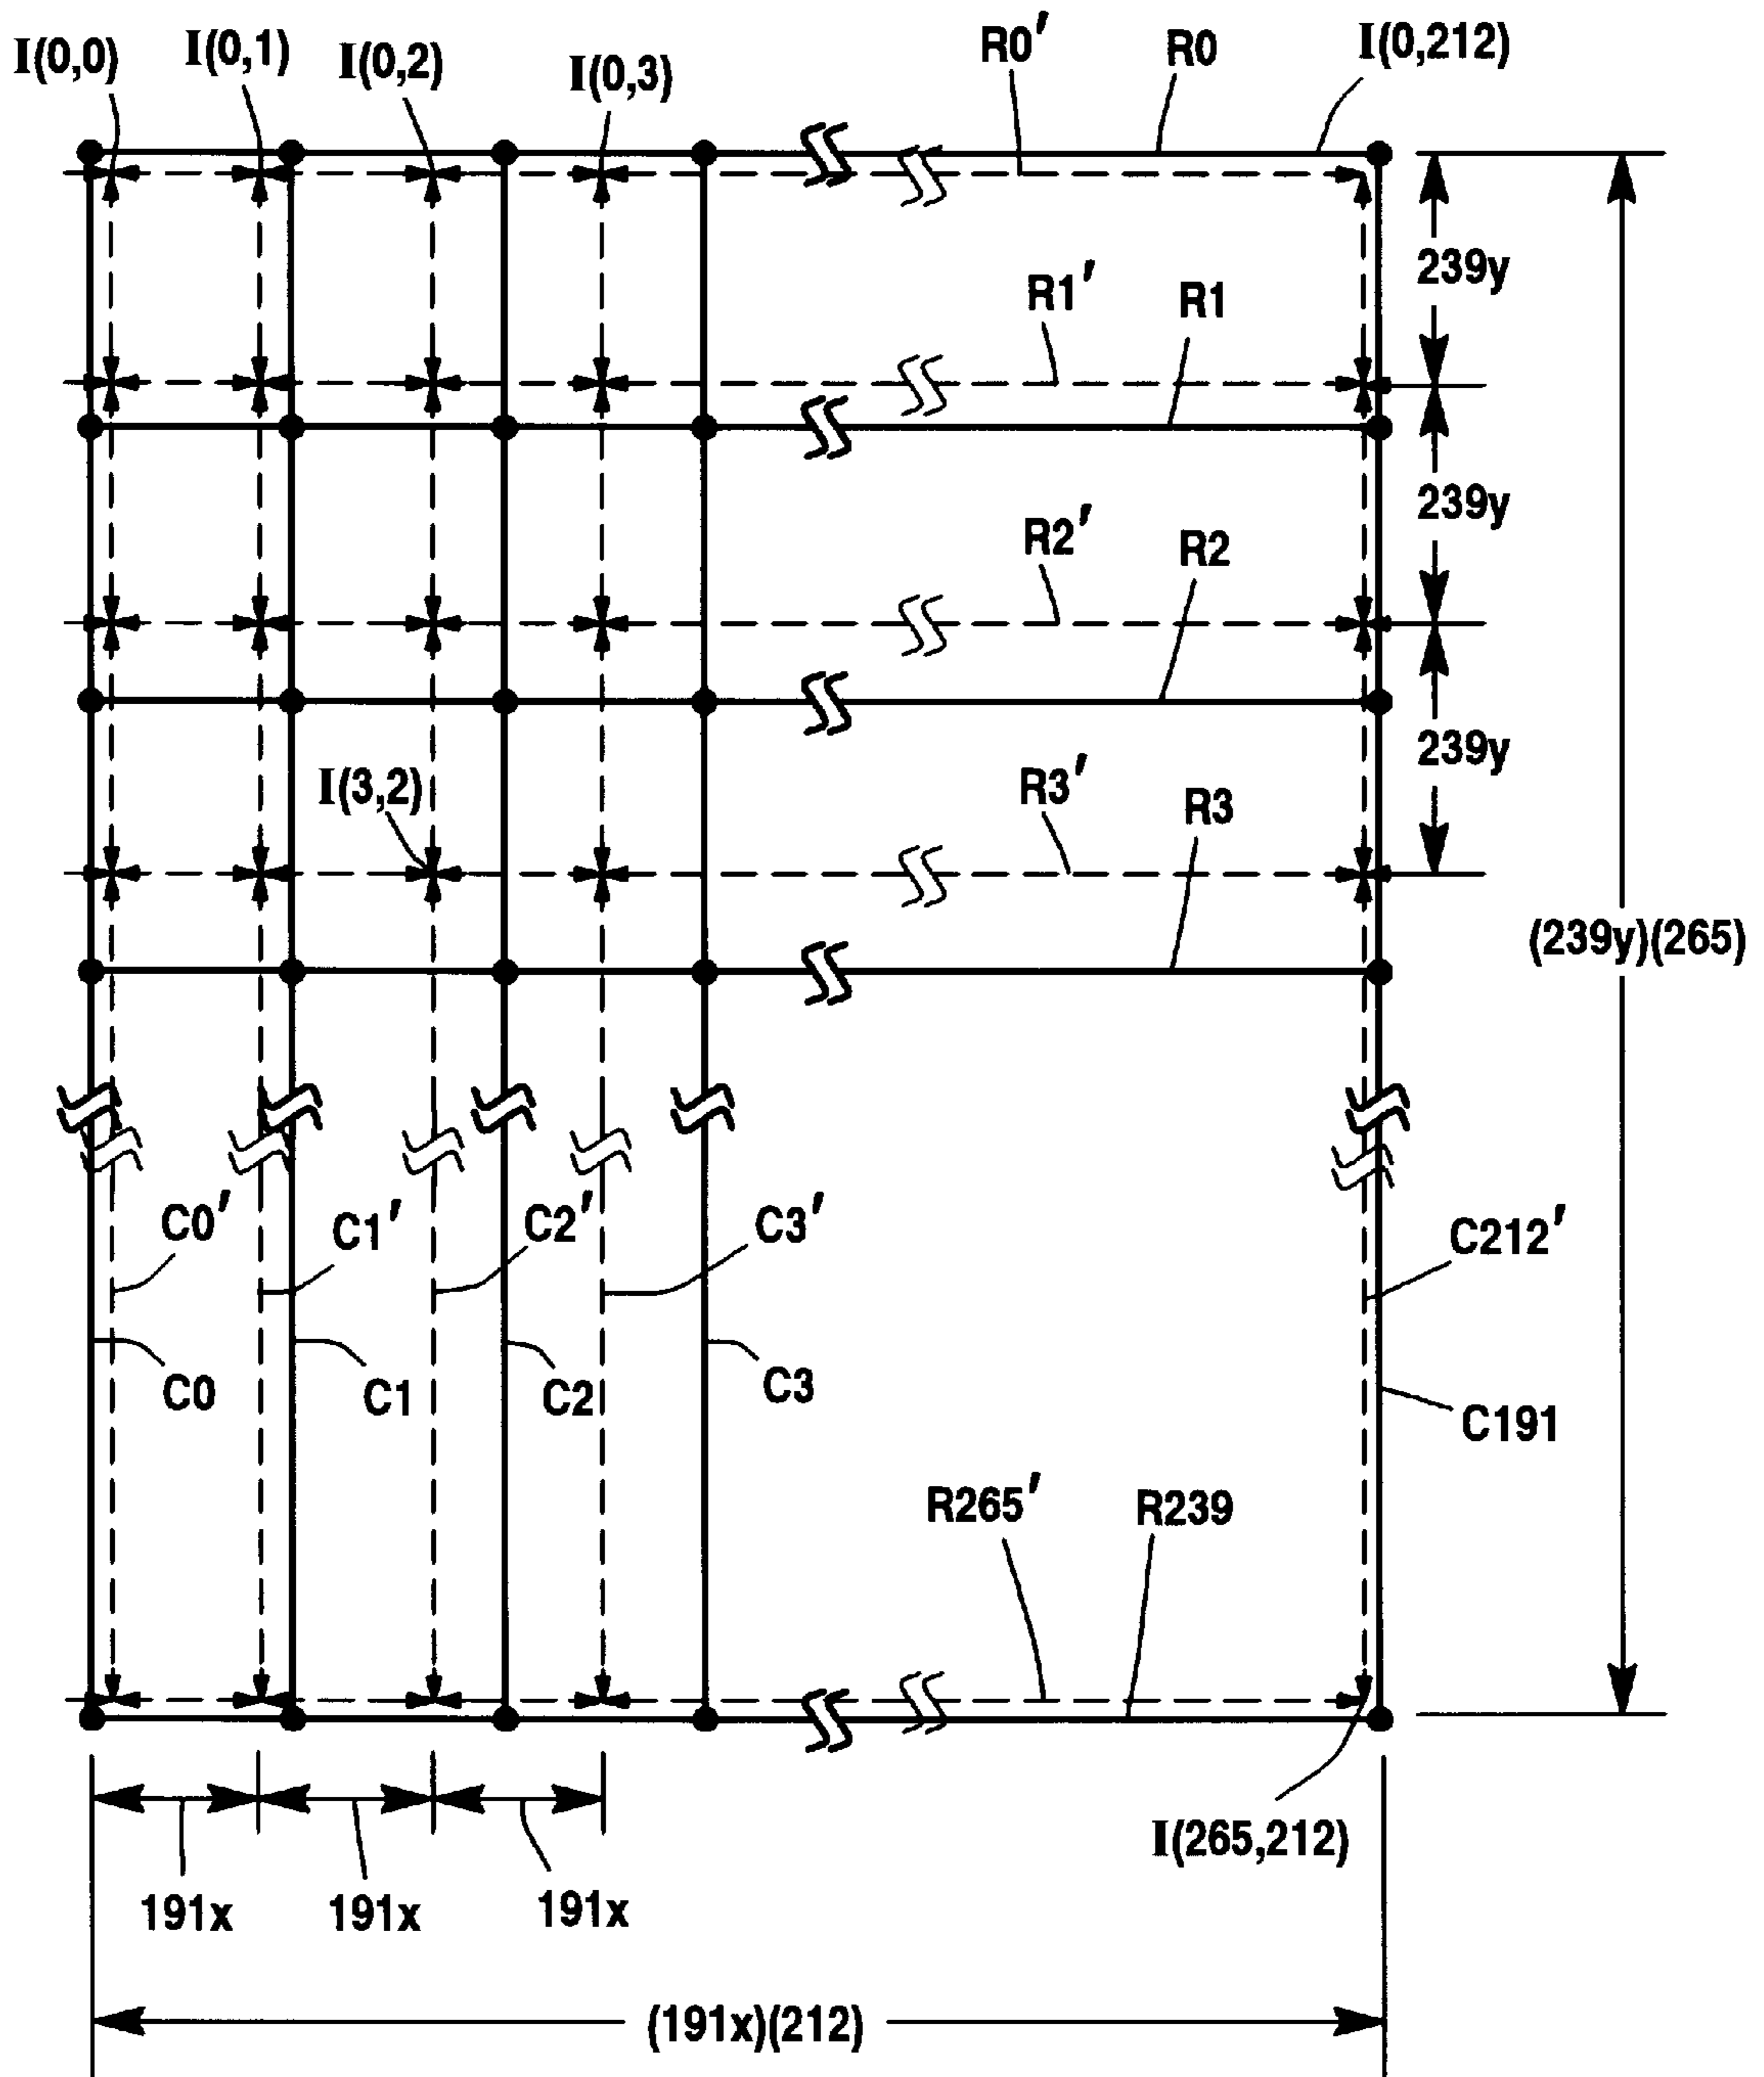 I(0,0)
I(0,1)
I(0,2)
I(0,3)
R0′
R0
I(0,212)
239y
R1′
R1
239y
R2′
R2
239y
I(3,2)
R3′
R3
(239y)(265)
C0′
C1′
C2′
C3′
C212′
C0
C1
C2
C3
C191
R265′
R239
I(265,212)
191x
191x
191x
(191x)(212)